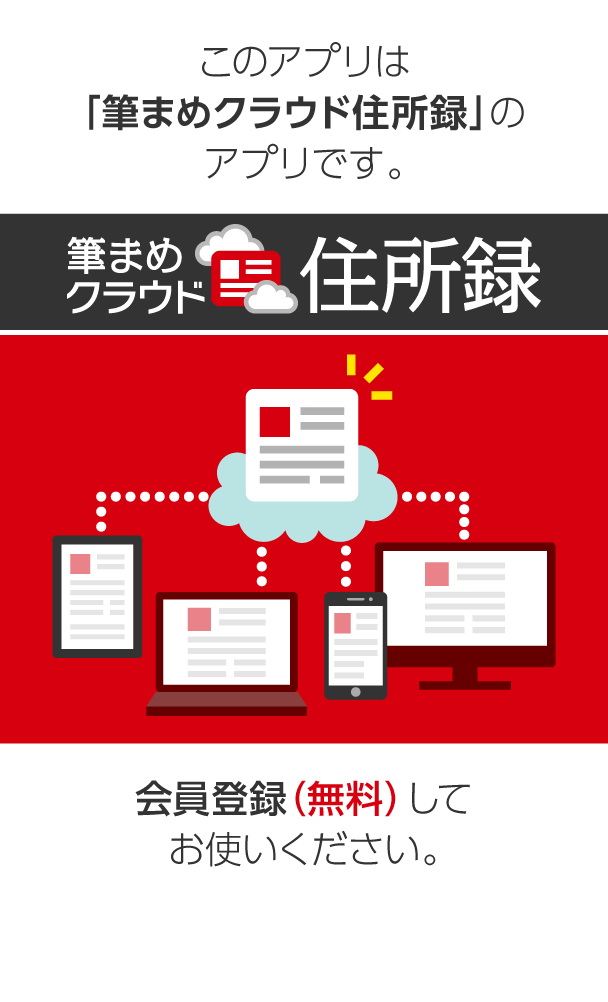 このアプリは
「筆まめクラウド住所録」の
アプリです。
筆まめ
クラウド
住所録
会員登録（無料）して
お使いください。